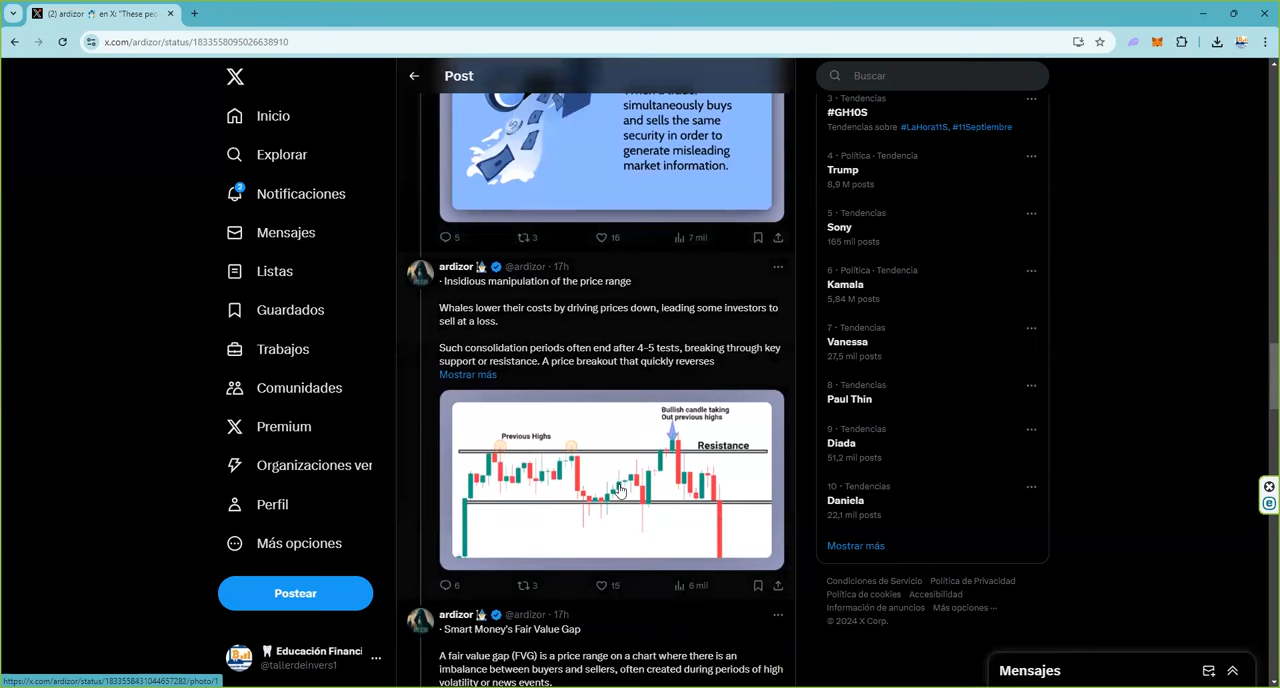 (2) ardizor en X: "These peo
x.com/ardizor/status/1833558095026638910
Inicio
Explorar
2
Notificaciones
Mensajes
Listas
Guardados
Trabajos
Comunidades
Premium
Organizaciones ver
Perfil
Más opciones
Postear
Educación Financi
@tallerdeinvers1
https://x.com/ardizor/status/1833558431044657282/photo/1
Post
simultaneously buys
and sells the same
security in order to
generate misleading
market information.
5
3
16
7 mil
ardizor @ardizor · 17h
· Insidious manipulation of the price range
Whales lower their costs by driving prices down, leading some investors to
sell at a loss.
Such consolidation periods often end after 4-5 tests, breaking through key
support or resistance. A price breakout that quickly reverses
Mostrar más
Bullish candle taking
Out previous highs
Previous Highs
Resistance
6
3
15
6 mil
ardizor @ardizor · 17h
· Smart Money's Fair Value Gap
A fair value gap (FVG) is a price range on a chart where there is an
imbalance between buyers and sellers, often created during periods of high
volatility or news events.
Buscar
3 · Tendencias
#GH10S
Tendencias sobre #LaHora11S, #11Septiembre
4 · Política · Tendencia
Trump
8,9 M posts
5 · Tendencias
Sony
165 mil posts
6 · Política · Tendencia
Kamala
5,84 M posts
7 · Tendencias
Vanessa
27,5 mil posts
8 · Tendencias
Paul Thin
9 · Tendencias
Diada
51,2 mil posts
10 · Tendencias
Daniela
22,1 mil posts
Mostrar más
Condiciones de Servicio Política de Privacidad
Política de cookies Accesibilidad
Información de anuncios Más opciones ···
© 2024 X Corp.
Mensajes